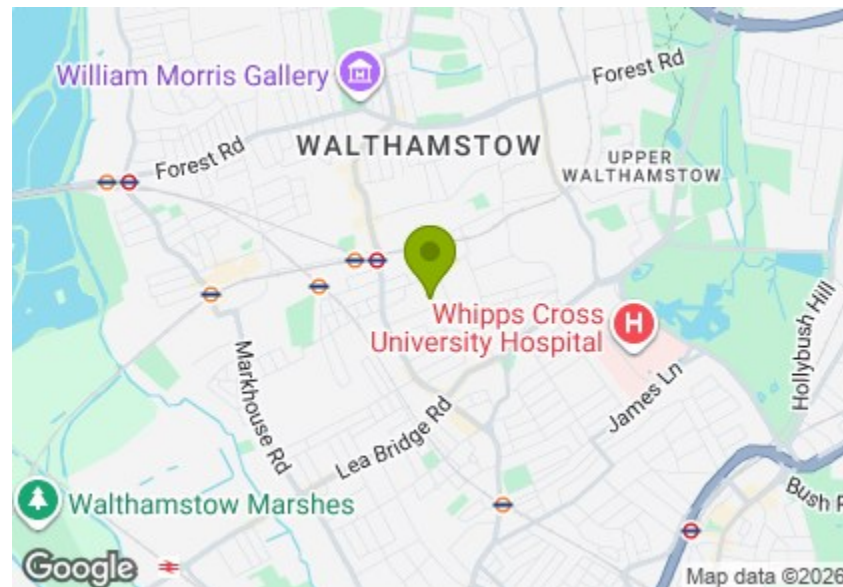 William Morris Gallery
Forest Rd
WALTHAMSTOW
Forest Rd
UPPER
WALTHAMSTOW
Whipps Cross
University Hospital
H
Hollybush Hill
Markhouse Rd
James Ln
Lea Bridge Rd
Walthamstow Marshes
Bush R
Google
Map data ©2026